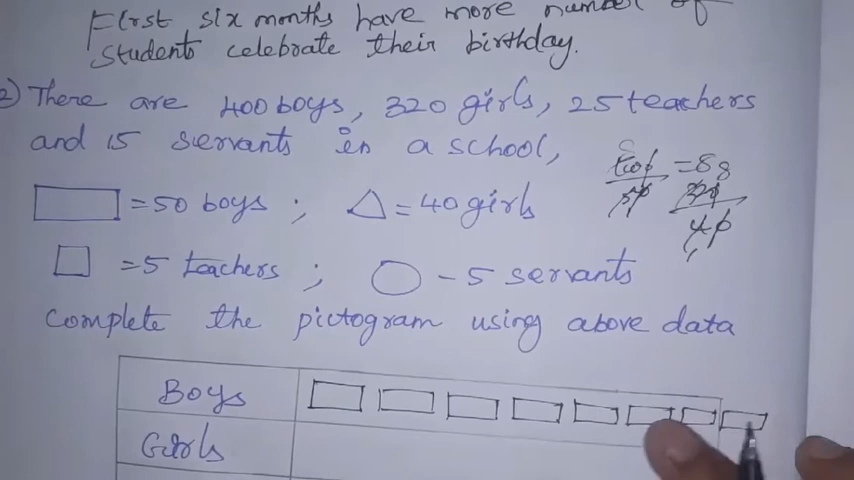 First six months have more number of
students celebrate their birthday.
2) There are 400 boys, 320 girls, 25 teachers
and 15 servants in a school,
= 50 boys ; △ = 40 girls
□ = 5 teachers ; ○ - 5 servants
complete the pictogram using above data
Boys
Girls